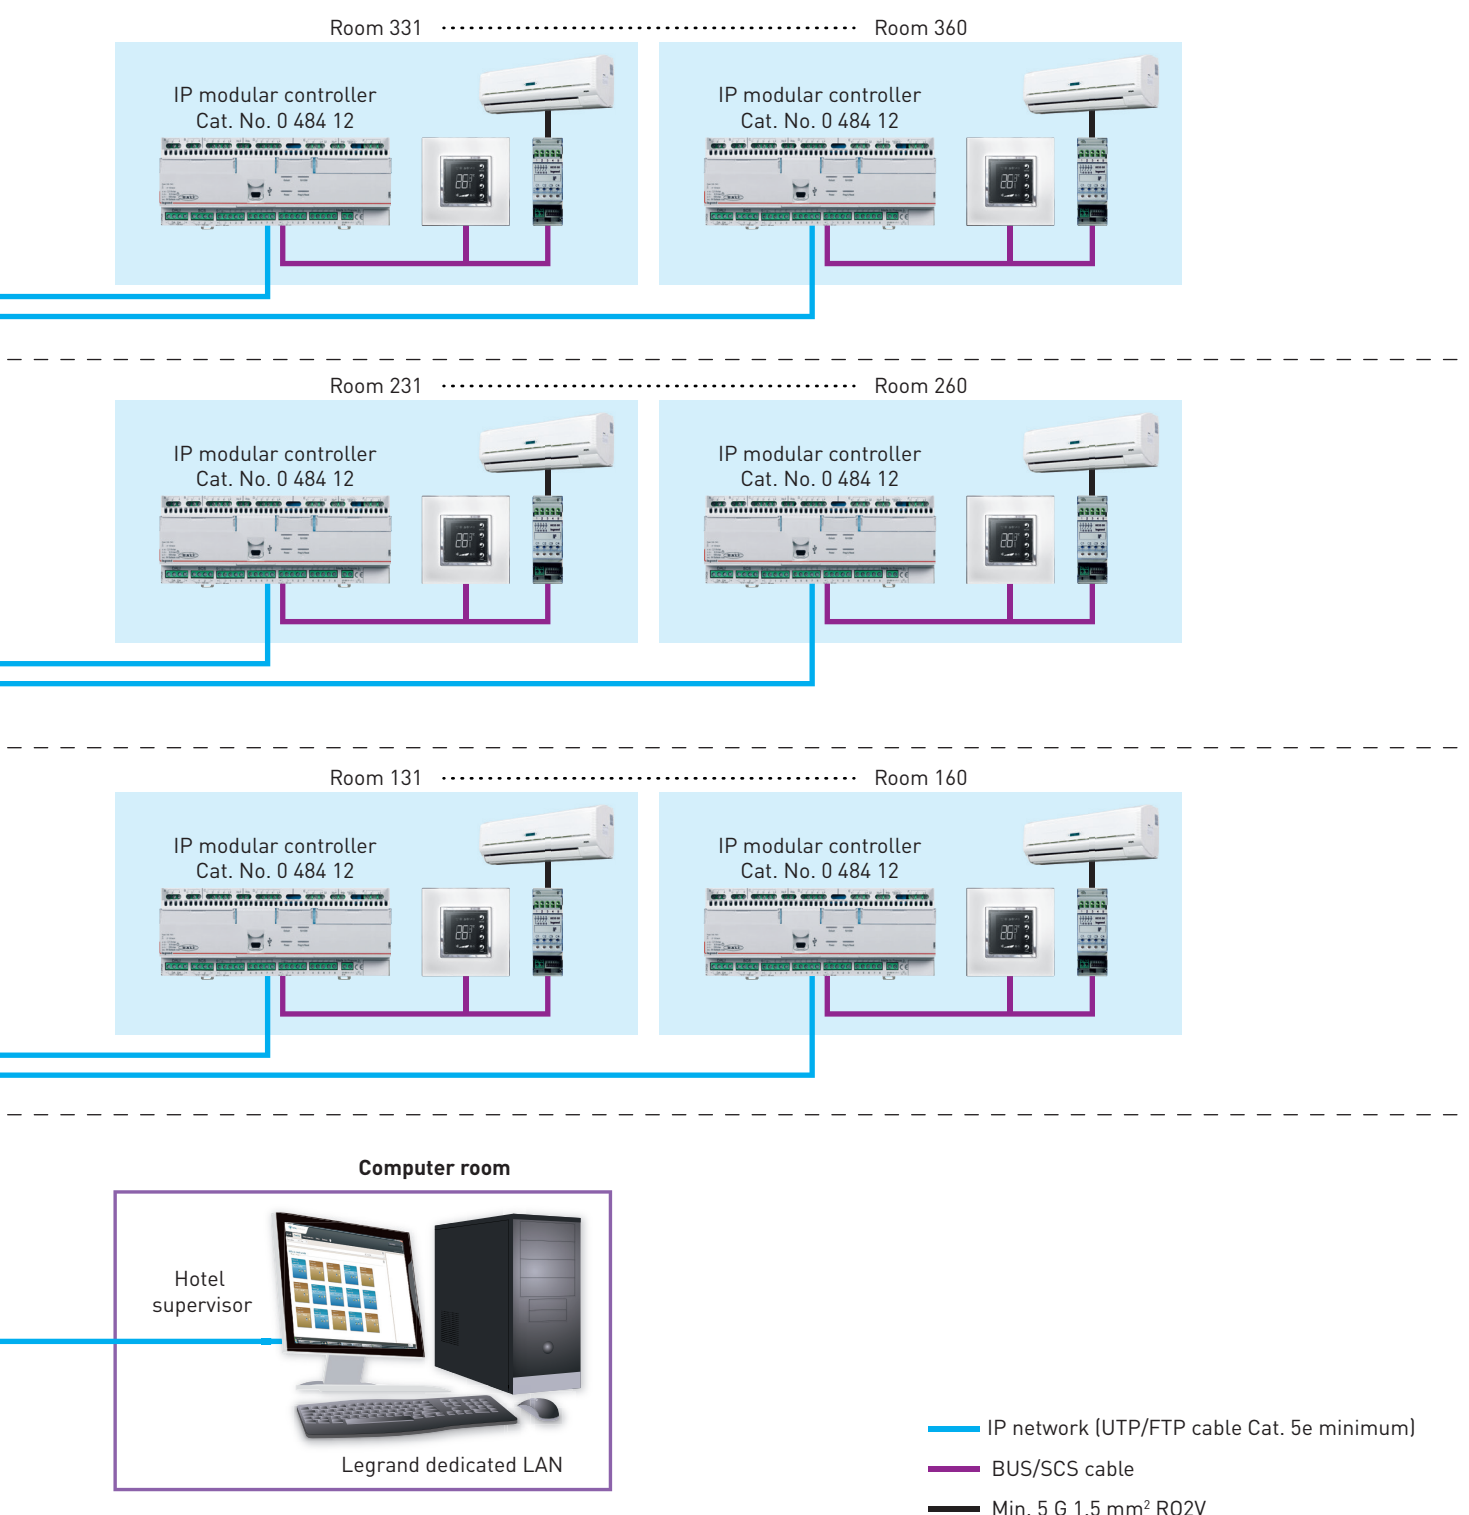 Room 331 Room 360
IP modular controller
Cat. No. 0 484 12
IP modular controller
Cat. No. 0 484 12
Room 231 Room 260
IP modular controller
Cat. No. 0 484 12
IP modular controller
Cat. No. 0 484 12
Room 131 Room 160
IP modular controller
Cat. No. 0 484 12
IP modular controller
Cat. No. 0 484 12
Computer room
Hotel
supervisor
Legrand dedicated LAN
IP network (UTP/FTP cable Cat. 5e minimum)
BUS/SCS cable
Min. 5 G 1.5 mm² RO2V